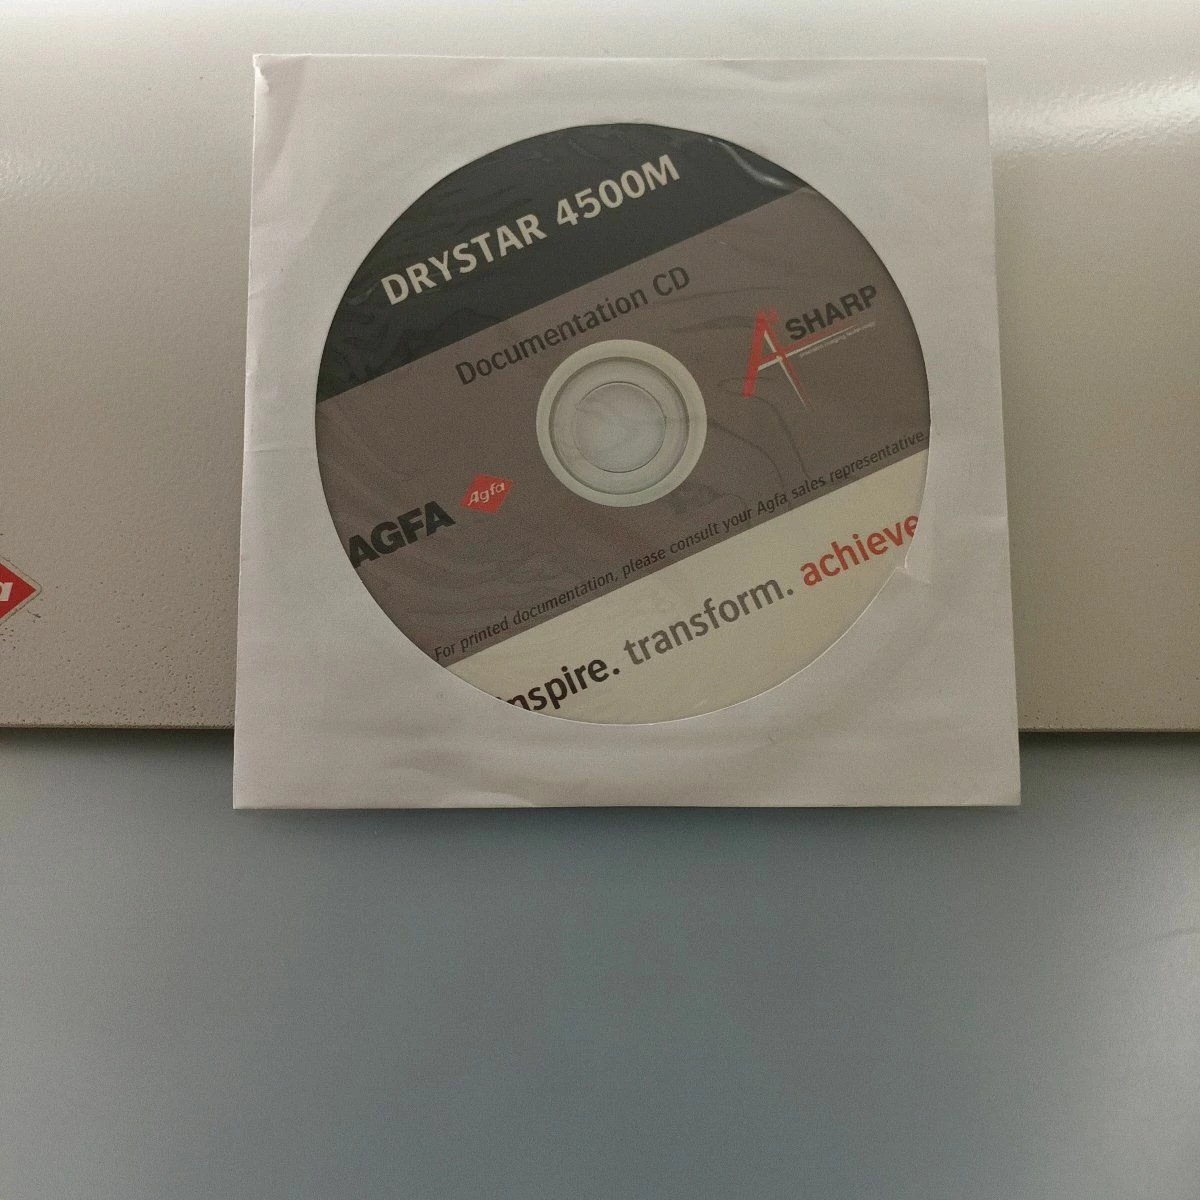 DRYSTAR 4500M
Documentation CD
A# SHARP
AGFA Agfa
For printed documentation, please consult your Agfa sales representative.
nspire. transform. achieve
a